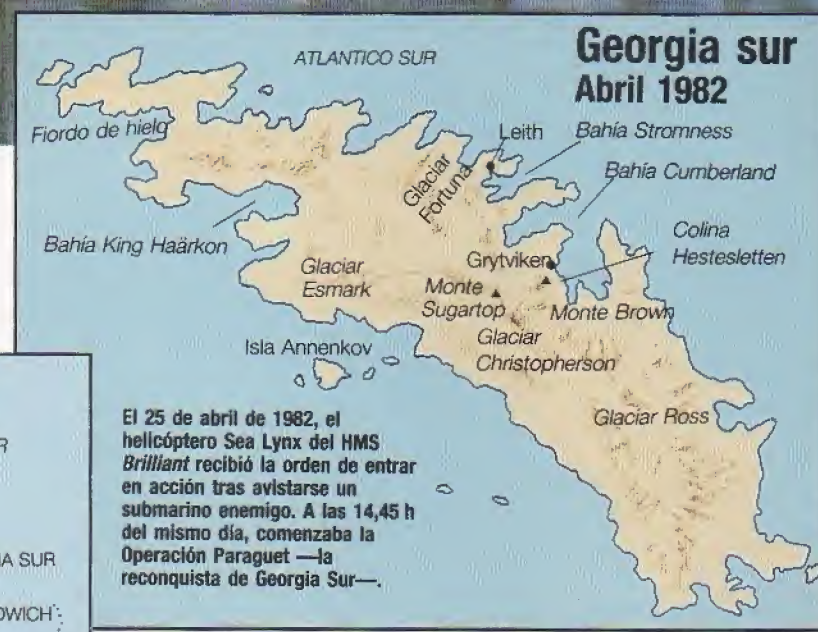 Georgia sur
Abril 1982
ATLANTICO SUR
Fiordo de hielo
Leith
Bahía Stromness
Glaciar
Fortuna
Bahía Cumberland
Bahía King Haärkon
Colina
Hestesletten
Grytviken
Glaciar
Esmark
Monte
Sugartop
Monte Brown
Glaciar
Christopherson
Isla Annenkov
Glaciar Ross
El 25 de abril de 1982, el
helicóptero Sea Lynx del HMS
Brilliant recibió la orden de entrar
en acción tras avistarse un
submarino enemigo. A las 14,45 h
del mismo día, comenzaba la
Operación Paraguet —la
reconquista de Georgia Sur—.
R
IA SUR
DWICH